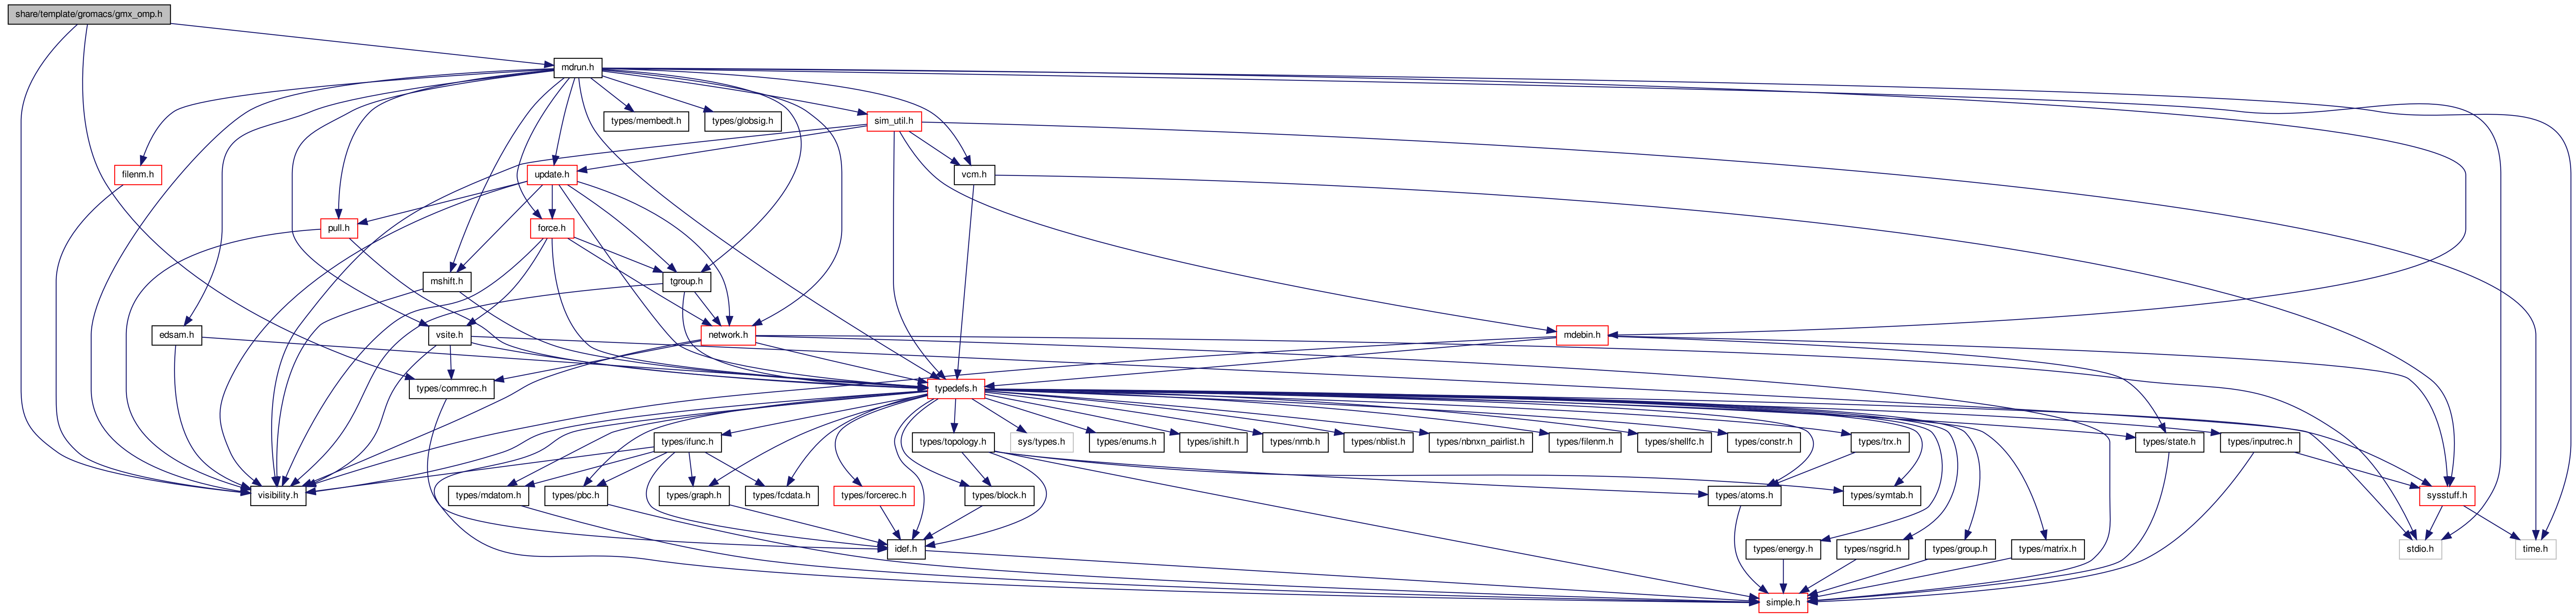 share/template/gromacs/gmx_omp.h
mdrun.h
types/membedt.h
types/globsig.h
sim_util.h
filenm.h
update.h
vcm.h
pull.h
force.h
mshift.h
tgroup.h
edsam.h
vsite.h
network.h
mdebin.h
types/commrec.h
typedefs.h
types/ifunc.h
types/topology.h
sys/types.h
types/enums.h
types/ishift.h
types/nrnb.h
types/nblist.h
types/nbnxn_pairlist.h
types/filenm.h
types/shellfc.h
types/constr.h
types/trx.h
types/state.h
types/inputrec.h
visibility.h
types/mdatom.h
types/pbc.h
types/graph.h
types/fcdata.h
types/forcerec.h
types/block.h
types/atoms.h
types/symtab.h
sysstuff.h
idef.h
types/energy.h
types/nsgrid.h
types/group.h
types/matrix.h
stdio.h
time.h
simple.h